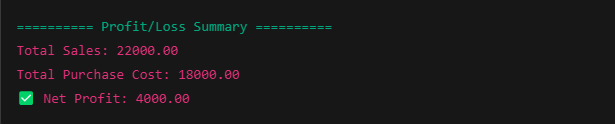 ========== Profit/Loss Summary ==========
Total Sales: 22000.00
Total Purchase Cost: 18000.00
✅ Net Profit: 4000.00